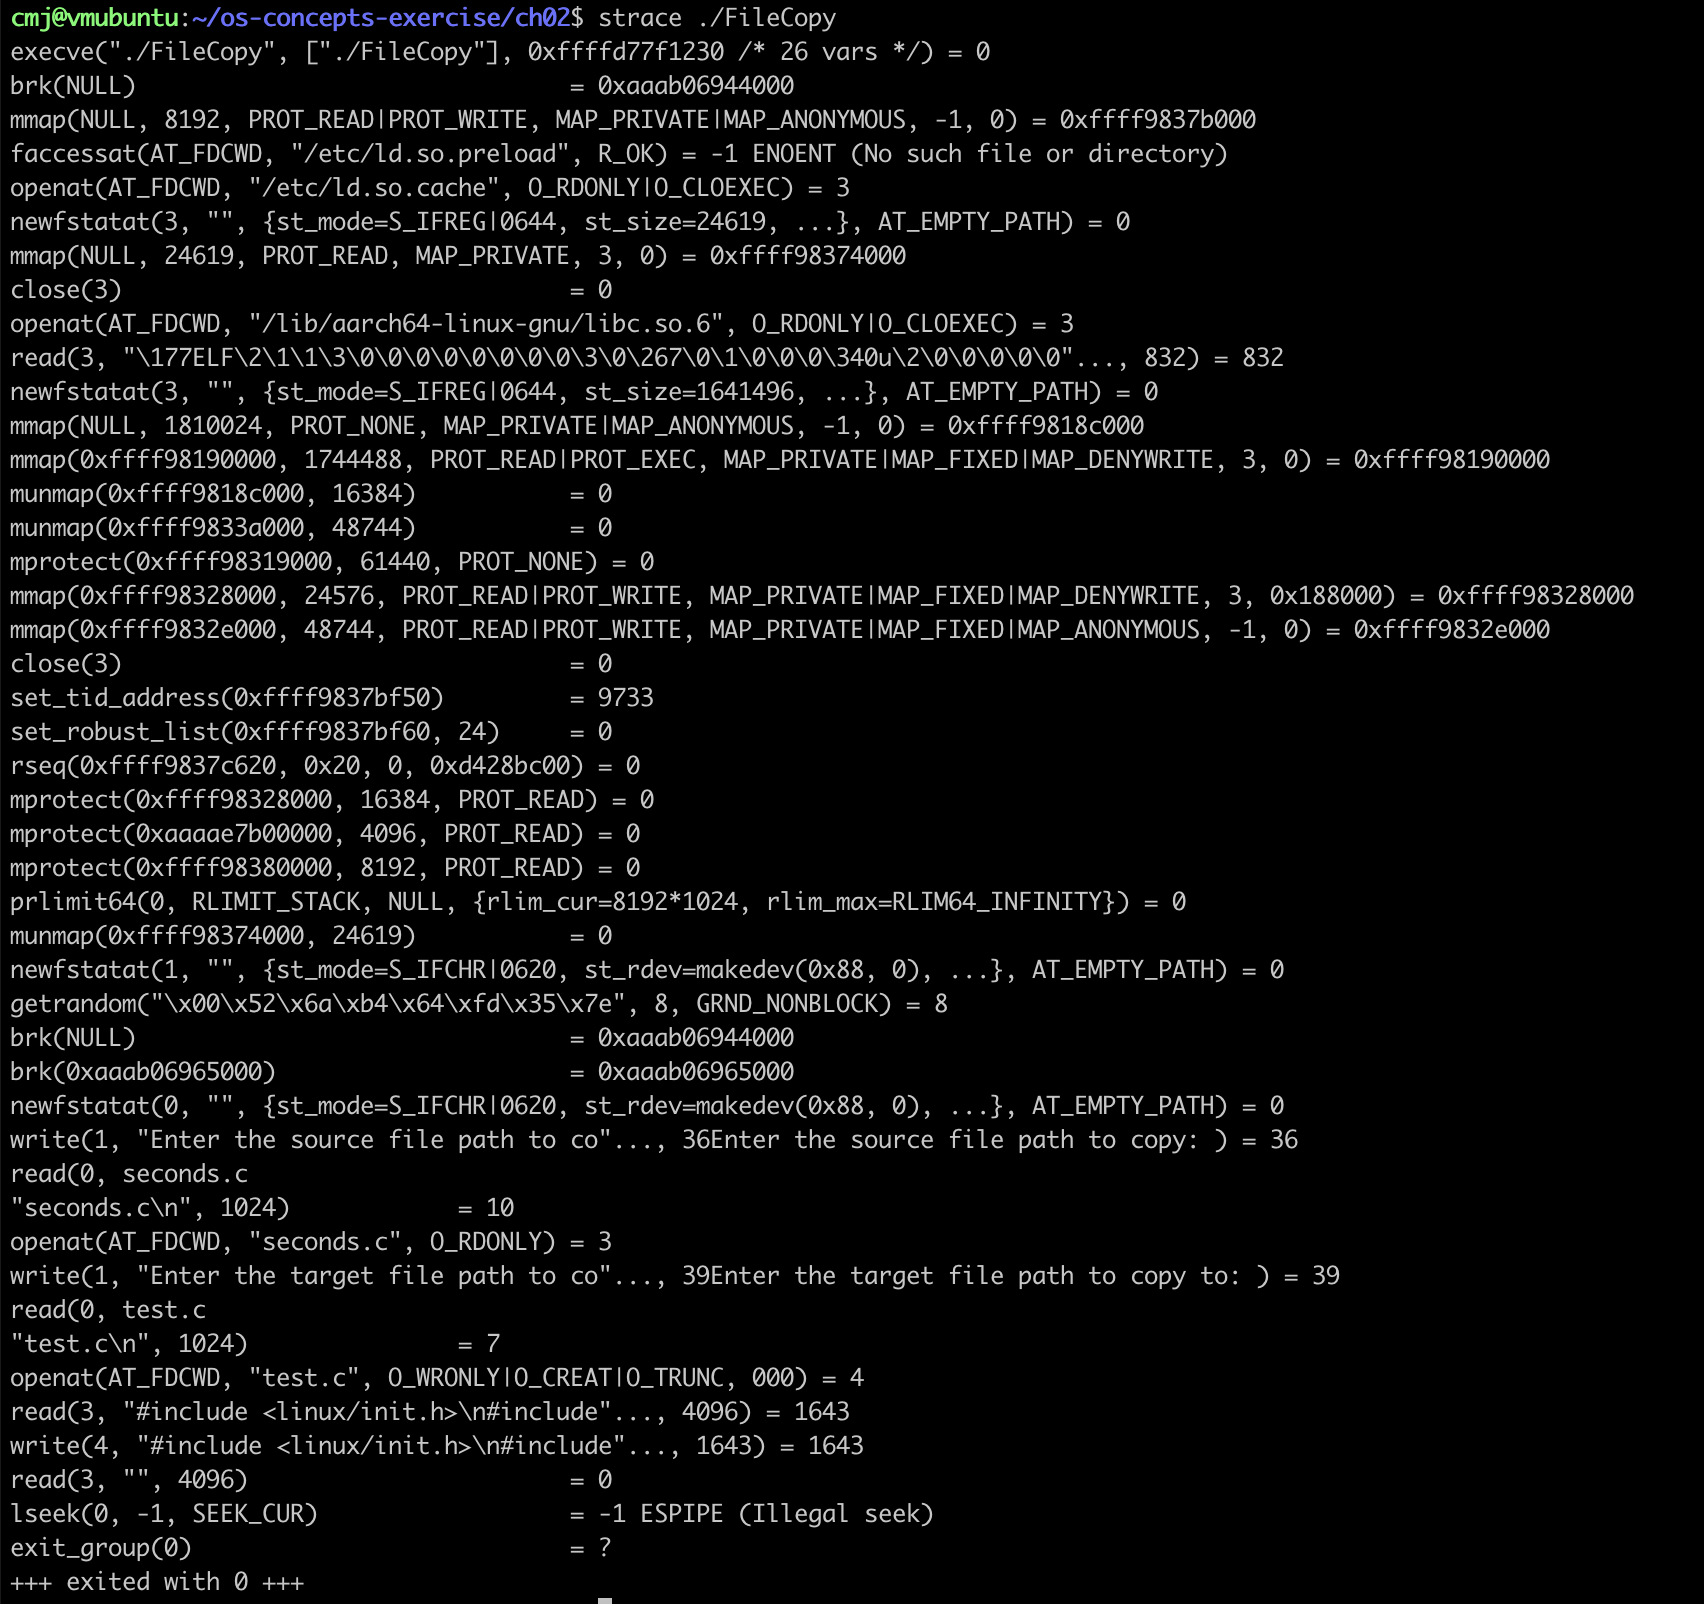 cmj@vmubuntu:~/os-concepts-exercise/ch02$ strace ./FileCopy
execve("./FileCopy", ["./FileCopy"], 0xffffd77f1230 /* 26 vars */) = 0
brk(NULL)                               = 0xaaab06944000
mmap(NULL, 8192, PROT_READ|PROT_WRITE, MAP_PRIVATE|MAP_ANONYMOUS, -1, 0) = 0xffff9837b000
faccessat(AT_FDCWD, "/etc/ld.so.preload", R_OK) = -1 ENOENT (No such file or directory)
openat(AT_FDCWD, "/etc/ld.so.cache", O_RDONLY|O_CLOEXEC) = 3
newfstatat(3, "", {st_mode=S_IFREG|0644, st_size=24619, ...}, AT_EMPTY_PATH) = 0
mmap(NULL, 24619, PROT_READ, MAP_PRIVATE, 3, 0) = 0xffff98374000
close(3)                                = 0
openat(AT_FDCWD, "/lib/aarch64-linux-gnu/libc.so.6", O_RDONLY|O_CLOEXEC) = 3
read(3, "\177ELF\2\1\1\3\0\0\0\0\0\0\0\0\3\0\267\0\1\0\0\0\340u\2\0\0\0\0\0"..., 832) = 832
newfstatat(3, "", {st_mode=S_IFREG|0644, st_size=1641496, ...}, AT_EMPTY_PATH) = 0
mmap(NULL, 1810024, PROT_NONE, MAP_PRIVATE|MAP_ANONYMOUS, -1, 0) = 0xffff9818c000
mmap(0xffff98190000, 1744488, PROT_READ|PROT_EXEC, MAP_PRIVATE|MAP_FIXED|MAP_DENYWRITE, 3, 0) = 0xffff98190000
munmap(0xffff9818c000, 16384)           = 0
munmap(0xffff9833a000, 48744)           = 0
mprotect(0xffff98319000, 61440, PROT_NONE) = 0
mmap(0xffff98328000, 24576, PROT_READ|PROT_WRITE, MAP_PRIVATE|MAP_FIXED|MAP_DENYWRITE, 3, 0x188000) = 0xffff98328000
mmap(0xffff9832e000, 48744, PROT_READ|PROT_WRITE, MAP_PRIVATE|MAP_FIXED|MAP_ANONYMOUS, -1, 0) = 0xffff9832e000
close(3)                                = 0
set_tid_address(0xffff9837bf50)         = 9733
set_robust_list(0xffff9837bf60, 24)     = 0
rseq(0xffff9837c620, 0x20, 0, 0xd428bc00) = 0
mprotect(0xffff98328000, 16384, PROT_READ) = 0
mprotect(0xaaaae7b00000, 4096, PROT_READ) = 0
mprotect(0xffff98380000, 8192, PROT_READ) = 0
prlimit64(0, RLIMIT_STACK, NULL, {rlim_cur=8192*1024, rlim_max=RLIM64_INFINITY}) = 0
munmap(0xffff98374000, 24619)           = 0
newfstatat(1, "", {st_mode=S_IFCHR|0620, st_rdev=makedev(0x88, 0), ...}, AT_EMPTY_PATH) = 0
getrandom("\x00\x52\x6a\xb4\x64\xfd\x35\x7e", 8, GRND_NONBLOCK) = 8
brk(NULL)                               = 0xaaab06944000
brk(0xaaab06965000)                     = 0xaaab06965000
newfstatat(0, "", {st_mode=S_IFCHR|0620, st_rdev=makedev(0x88, 0), ...}, AT_EMPTY_PATH) = 0
write(1, "Enter the source file path to co"..., 36Enter the source file path to copy: ) = 36
read(0, seconds.c
"seconds.c\n", 1024)            = 10
openat(AT_FDCWD, "seconds.c", O_RDONLY) = 3
write(1, "Enter the target file path to co"..., 39Enter the target file path to copy to: ) = 39
read(0, test.c
"test.c\n", 1024)               = 7
openat(AT_FDCWD, "test.c", O_WRONLY|O_CREAT|O_TRUNC, 000) = 4
read(3, "#include <linux/init.h>\n#include"..., 4096) = 1643
write(4, "#include <linux/init.h>\n#include"..., 1643) = 1643
read(3, "", 4096)                       = 0
lseek(0, -1, SEEK_CUR)                  = -1 ESPIPE (Illegal seek)
exit_group(0)                           = ?
+++ exited with 0 +++